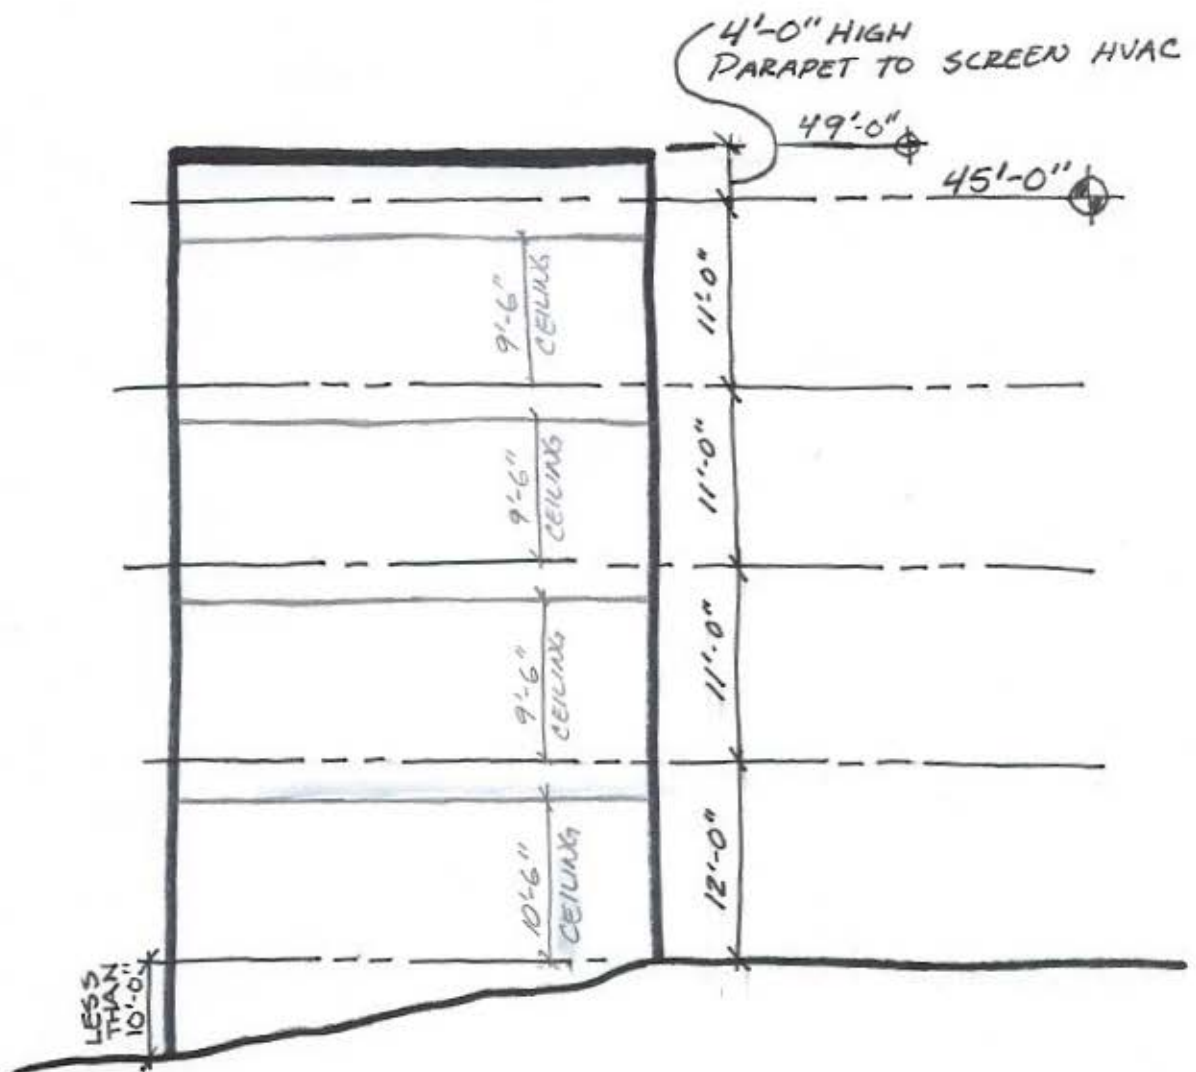 4'-0" HIGH
PARAPET TO SCREEN HVAC
49'-0"
45'-0"
9'-6"
CEILING
11'-0"
9'-6"
CEILING
11'-0"
9'-6"
CEILING
11'-0"
10'-6"
CEILING
12'-0"
LESS
THAN
10'-0"